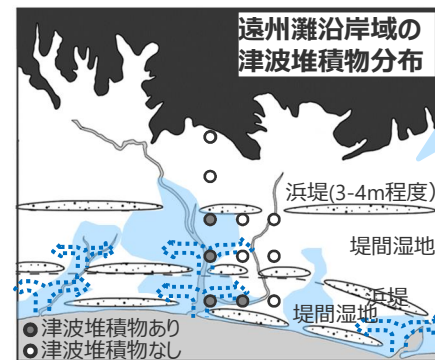 遠州灘沿岸域の
津波堆積物分布
浜堤(3-4m程度)
堤間湿地
浜堤
堤間湿地
津波堆積物あり
津波堆積物なし